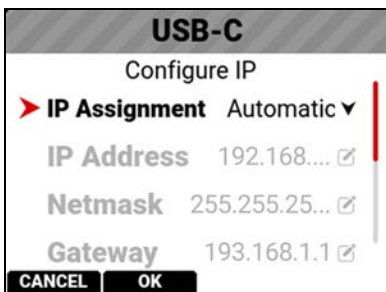 USB-C
Configure IP
IP Assignment Automatic
IP Address 192.168....
Netmask 255.255.25...
Gateway 193.168.1.1
CANCEL OK